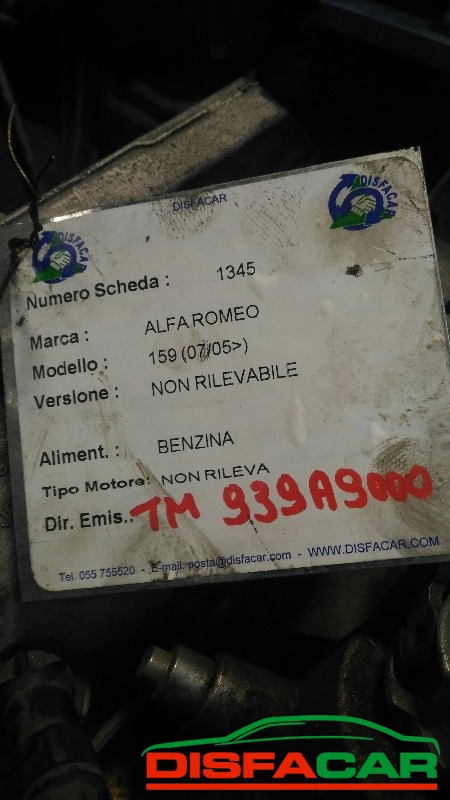 DISFACAR
DISFACAR
DISFACAR
Numero Scheda : 1345
Marca : ALFA ROMEO
Modello : 159 (07/05>)
Versione : NON RILEVABILE
Aliment. : BENZINA
Tipo Motore: NON RILEVA
Dir. Emis.. TM 939A9000
Tel. 055 755520 - E-mail: posta@disfacar.com - WWW.DISFACAR.COM
DISFACAR